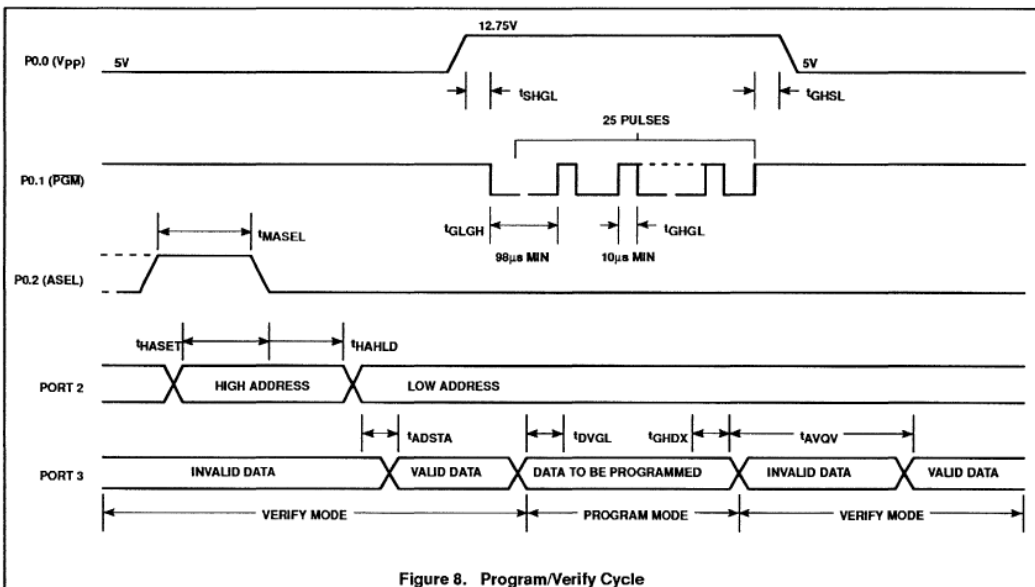 12.75V
P0.0 (VPP) 5V 5V
tSHGL tGHSL
25 PULSES
P0.1 (PGM)
tGLGH tGHGL
98µs MIN 10µs MIN
tMASEL
P0.2 (ASEL)
tHASET tHAHLD
PORT 2 HIGH ADDRESS LOW ADDRESS
tADSTA tDVGL tGHDX tAVQV
PORT 3 INVALID DATA VALID DATA DATA TO BE PROGRAMMED INVALID DATA VALID DATA
VERIFY MODE PROGRAM MODE VERIFY MODE
Figure 8. Program/Verify Cycle